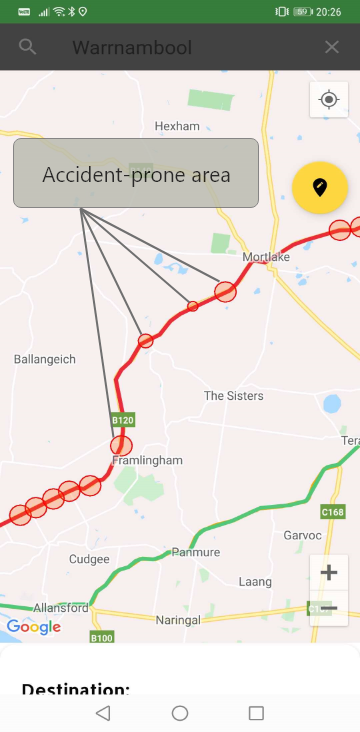 20:26
Warrnambool
Hexham
Accident-prone area
Mortlake
Ballangeich
The Sisters
B120
Framlingham
C168
Garvoc
Cudgee
Panmure
Laang
Allansford
Naringal
Google
B100
Destination: